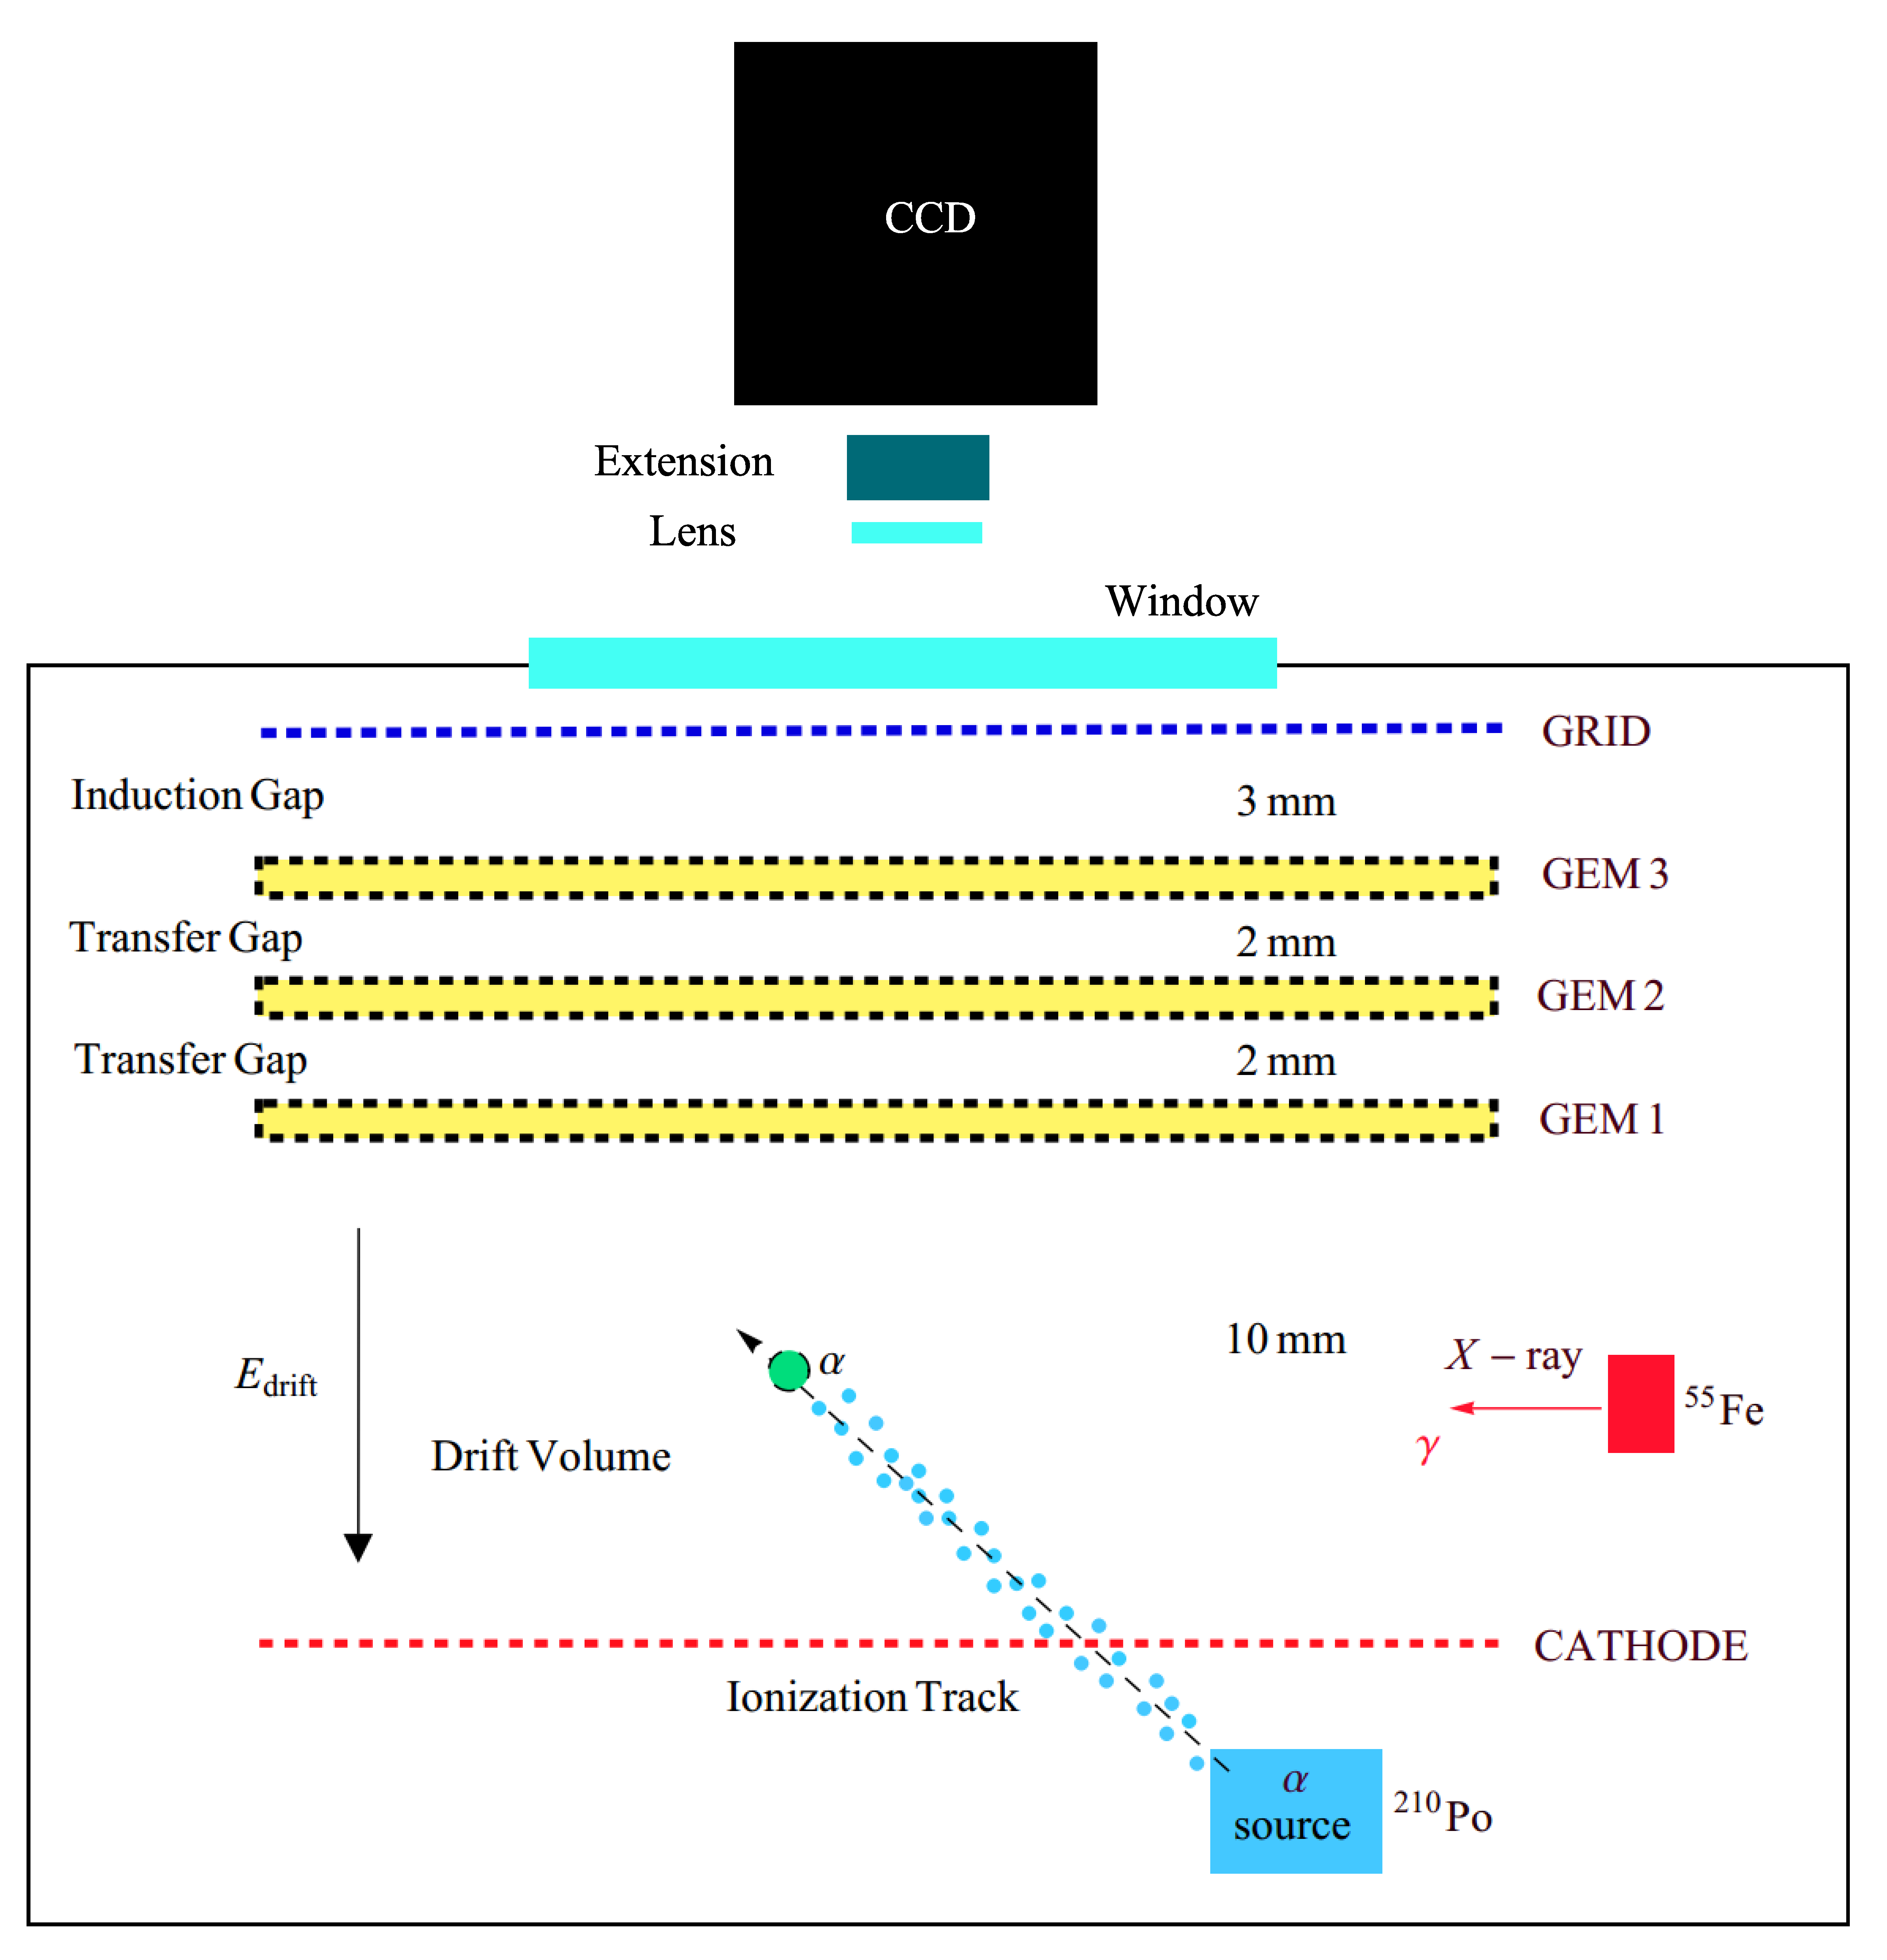 CCD
Extension
Lens
Window
GRID
Induction Gap
3 mm
GEM 3
Transfer Gap
2 mm
GEM 2
Transfer Gap
2 mm
GEM 1
10 mm
X – ray
α
E_drift
⁵⁵Fe
γ
Drift Volume
CATHODE
Ionization Track
α
source
²¹⁰Po